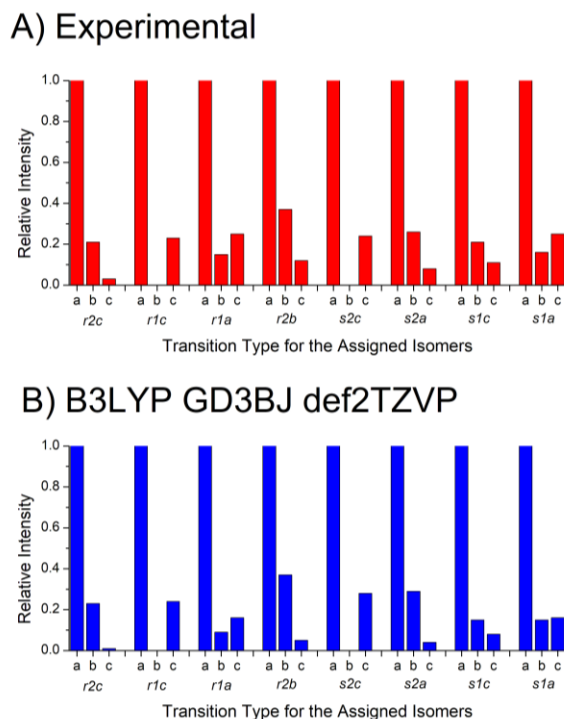 A) Experimental
1.0
0.8
0.6
0.4
0.2
0.0
Relative Intensity
a b c a b c a b c a b c a b c a b c a b c a b c
r2c r1c r1a r2b s2c s2a s1c s1a
Transition Type for the Assigned Isomers
B) B3LYP GD3BJ def2TZVP
1.0
0.8
0.6
0.4
0.2
0.0
Relative Intensity
a b c a b c a b c a b c a b c a b c a b c a b c
r2c r1c r1a r2b s2c s2a s1c s1a
Transition Type for the Assigned Isomers